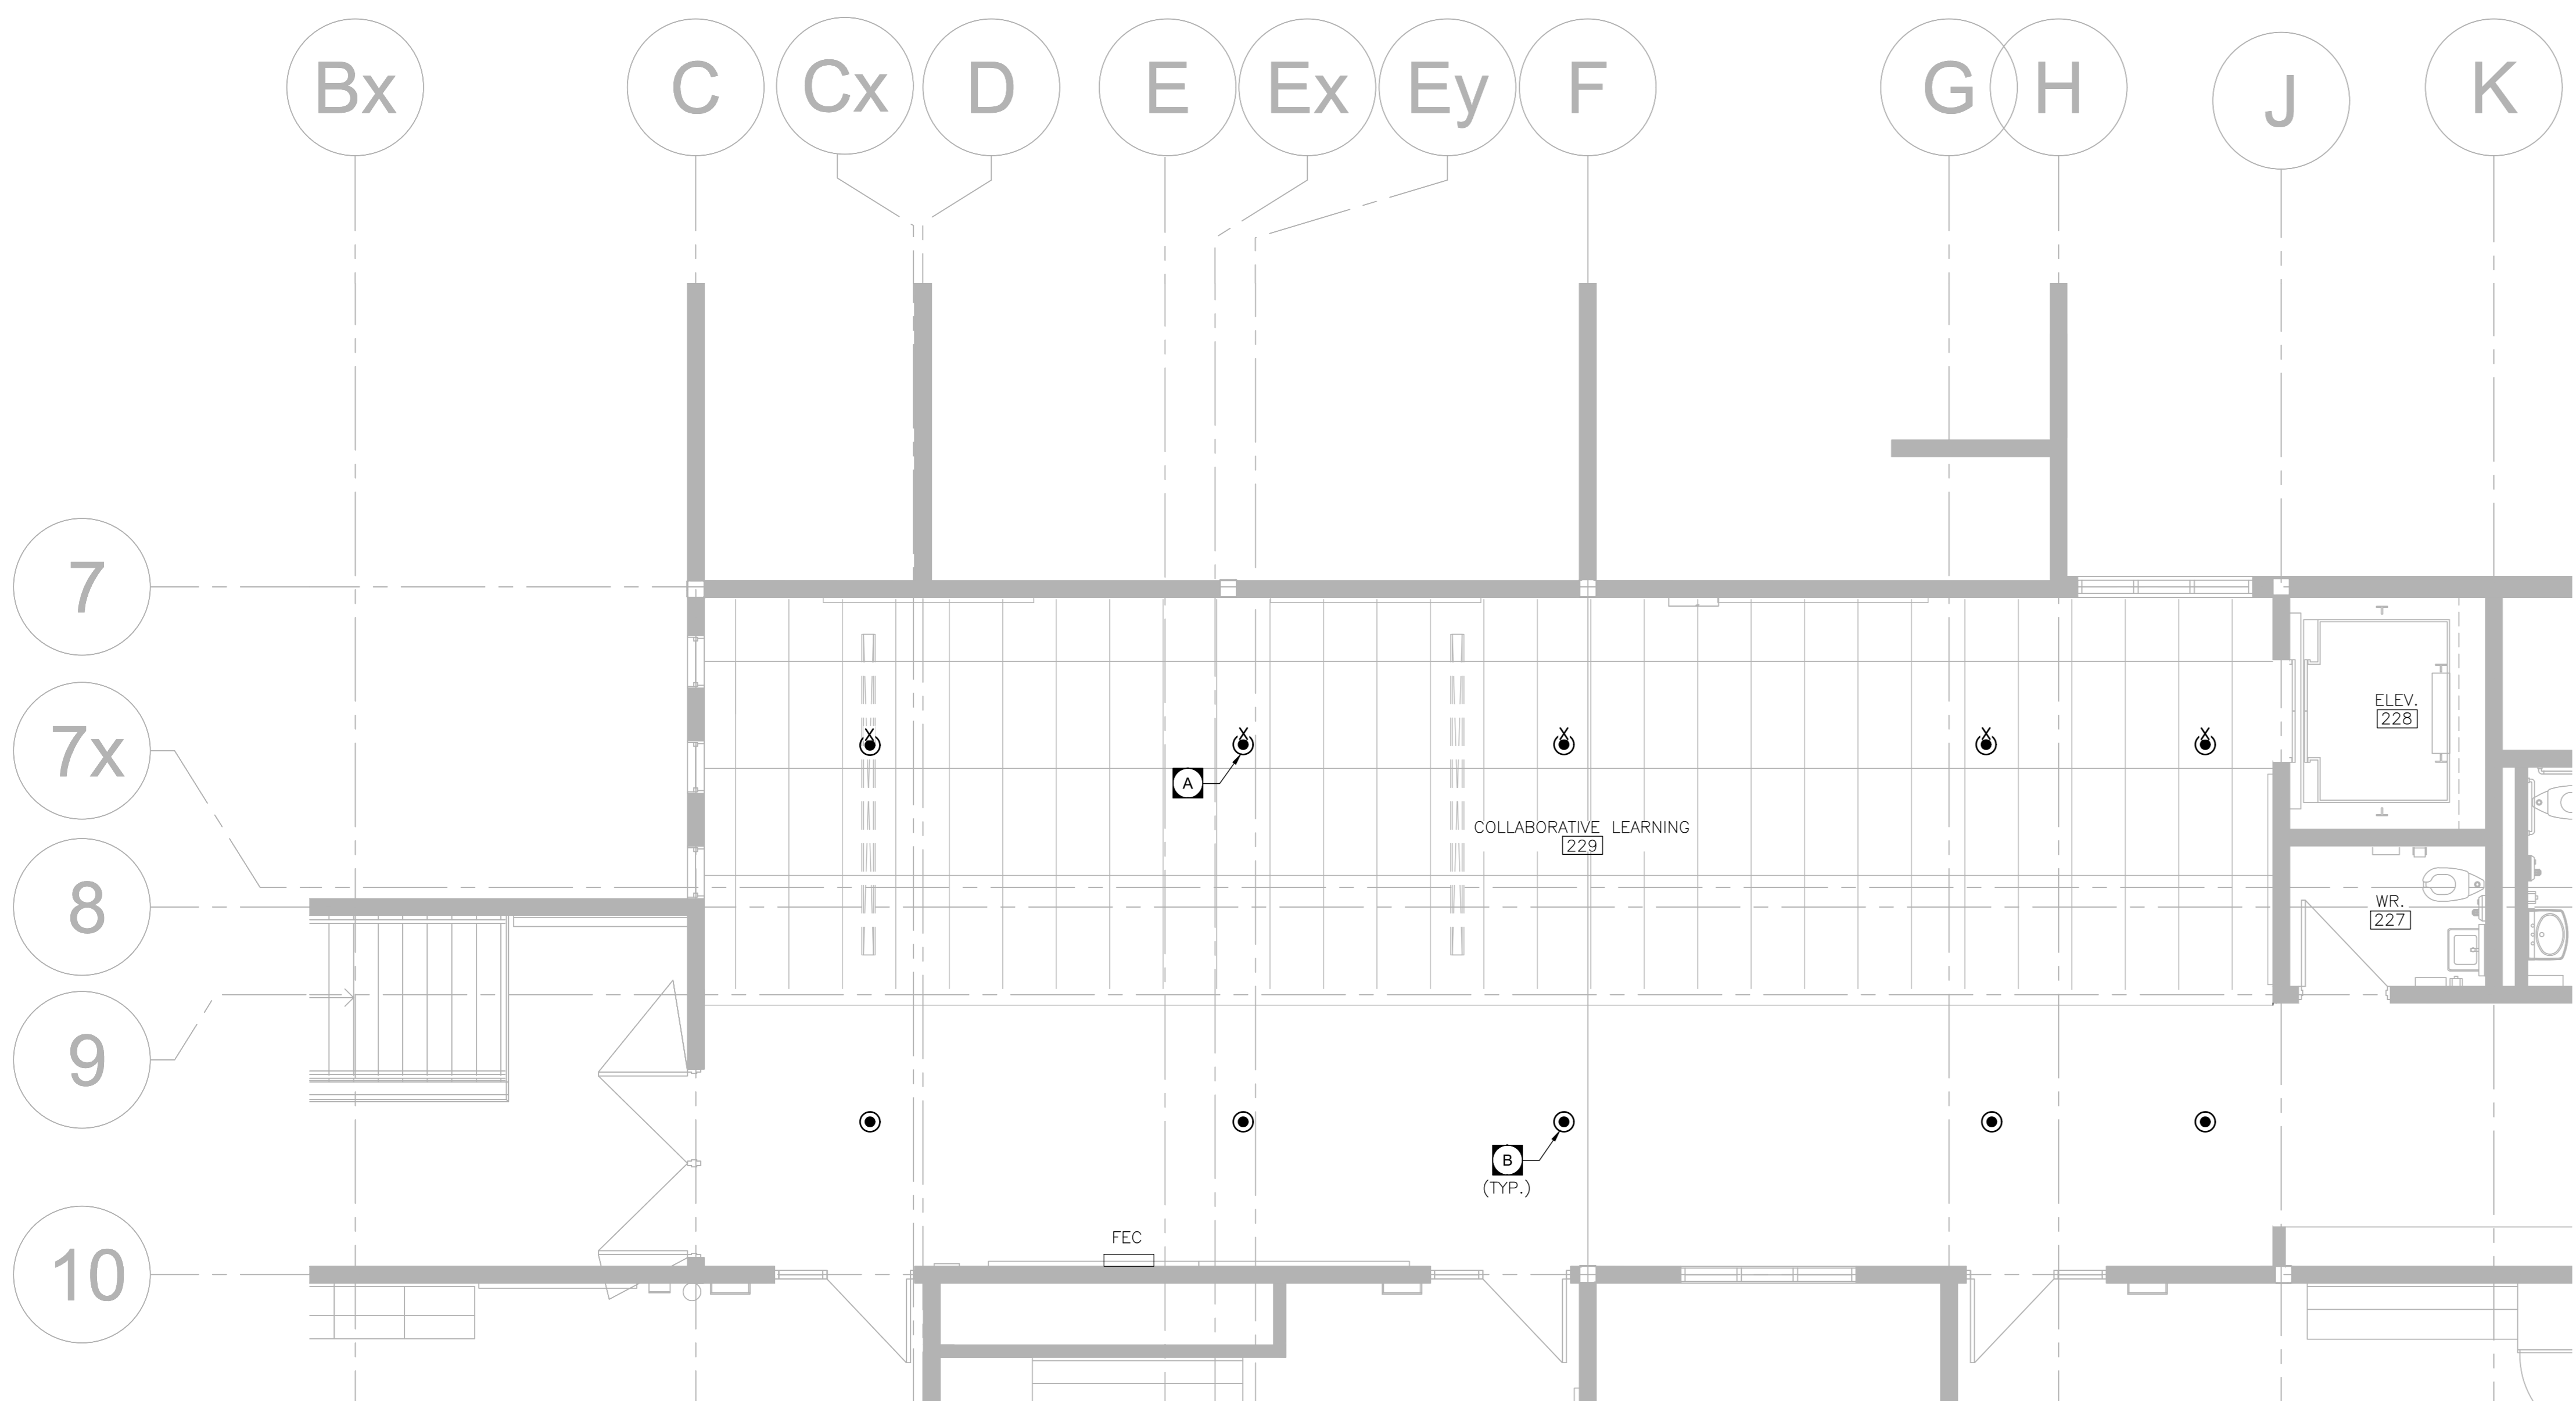 Bx C Cx D E Ex Ey F G H J K
7
7x
8
9
10
X X X X X
A
ELEV.
228
COLLABORATIVE LEARNING
229
WR.
227
B
(TYP.)
FEC